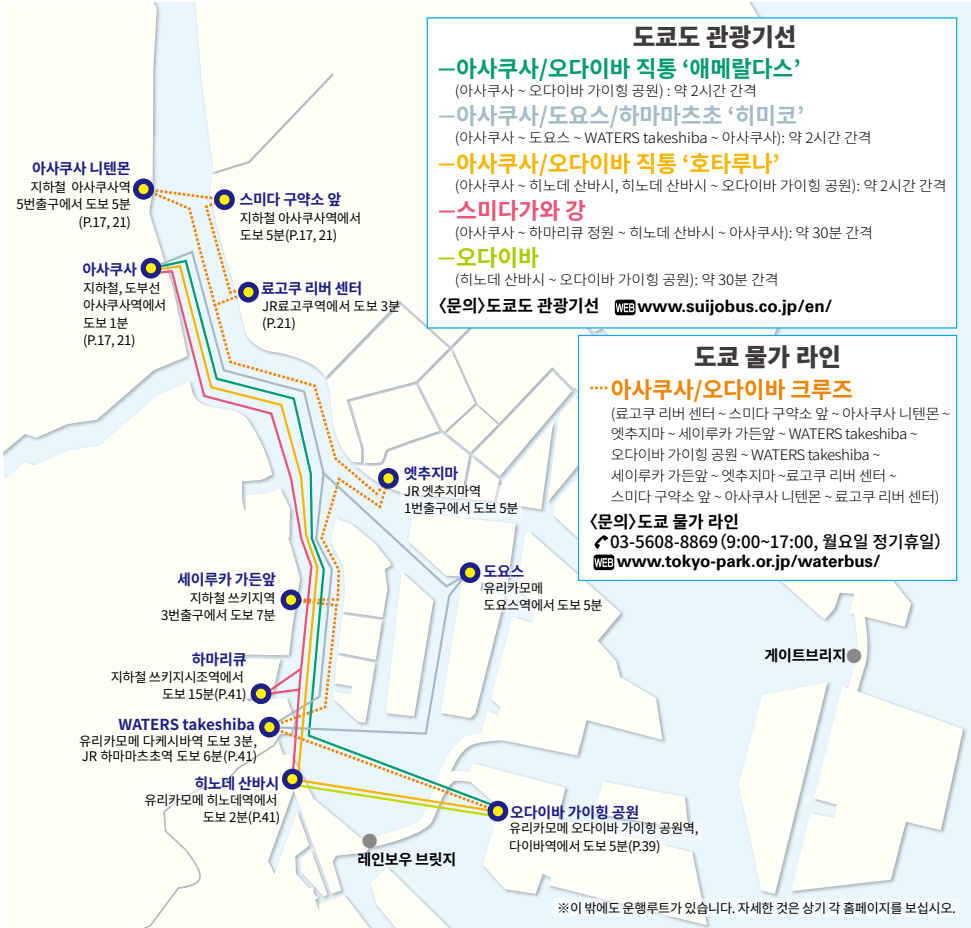 도쿄도 관광기선
아사쿠사/오다이바 직통 ‘애메랄다스’
(아사쿠사 ~ 오다이바 가이힝 공원) : 약 2시간 간격
아사쿠사/도요스/하마마츠초 ‘히미코’
(아사쿠사 ~ 도요스 ~ WATERS takeshiba ~ 아사쿠사): 약 2시간 간격
아사쿠사/오다이바 직통 ‘호타루나’
(아사쿠사 ~ 히노데 산바시, 히노데 산바시 ~ 오다이바 가이힝 공원): 약 2시간 간격
스미다가와 강
(아사쿠사 ~ 하마리큐 정원 ~ 히노데 산바시 ~ 아사쿠사): 약 30분 간격
오다이바
(히노데 산바시 ~ 오다이바 가이힝 공원): 약 30분 간격
〈문의〉도쿄도 관광기선 WEB www.suijobus.co.jp/en/
도쿄 물가 라인
아사쿠사/오다이바 크루즈
(료고쿠 리버 센터 ~ 스미다 구약소 앞 ~ 아사쿠사 니텐몬 ~
엣추지마 ~ 세이루카 가든앞 ~ WATERS takeshiba ~
오다이바 가이힝 공원 ~ WATERS takeshiba ~
세이루카 가든앞 ~ 엣추지마 ~료고쿠 리버 센터 ~
스미다 구약소 앞 ~ 아사쿠사 니텐몬 ~ 료고쿠 리버 센터)
〈문의〉도쿄 물가 라인
03-5608-8869 (9:00~17:00, 월요일 정기휴일)
WEB www.tokyo-park.or.jp/waterbus/
아사쿠사 니텐몬
지하철 아사쿠사역
5번출구에서 도보 5분
(P.17, 21)
스미다 구약소 앞
지하철 아사쿠사역에서
도보 5분(P.17, 21)
아사쿠사
지하철, 도부선
아사쿠사역에서
도보 1분
(P.17, 21)
료고쿠 리버 센터
JR료고쿠역에서 도보 3분
(P.21)
엣추지마
JR 엣추지마역
1번출구에서 도보 5분
세이루카 가든앞
지하철 쓰키지역
3번출구에서 도보 7분
도요스
유리카모메
도요스역에서 도보 5분
하마리큐
지하철 쓰키지시조역에서
도보 15분(P.41)
게이트브리지
WATERS takeshiba
유리카모메 다케시바역 도보 3분,
JR 하마마츠초역 도보 6분(P.41)
히노데 산바시
유리카모메 히노데역에서
도보 2분(P.41)
오다이바 가이힝 공원
유리카모메 오다이바 가이힝 공원역,
다이바역에서 도보 5분(P.39)
레인보우 브릿지
※이 밖에도 운행루트가 있습니다. 자세한 것은 상기 각 홈페이지를 보십시오.